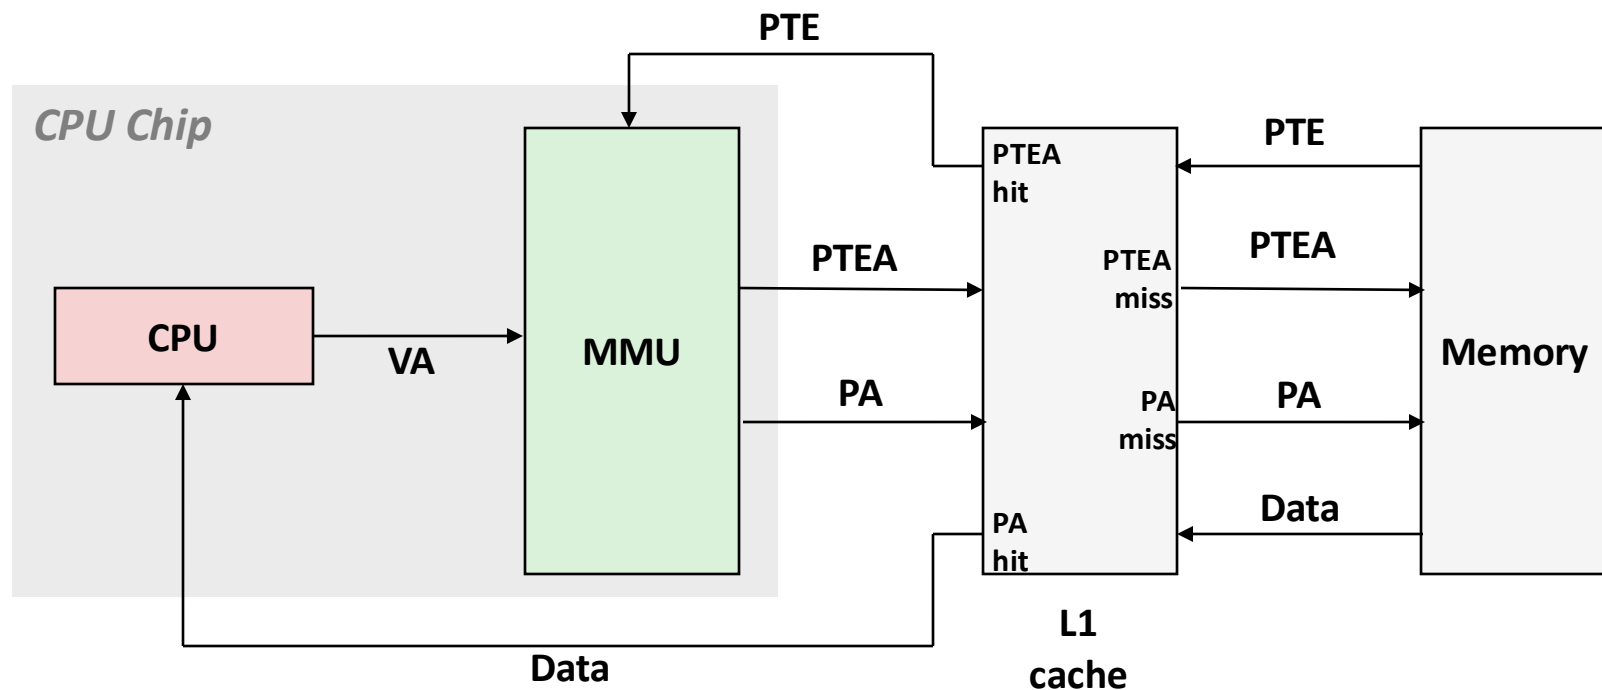 PTE
CPU Chip
PTEA
hit
PTE
PTEA
PTEA
miss
PTEA
CPU
VA
MMU
Memory
PA
PA
miss
PA
PA
hit
Data
Data
L1
cache